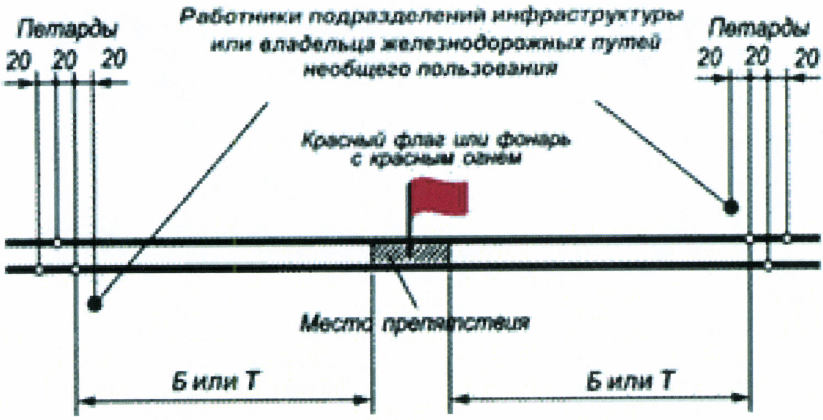 Петарды
20 20 20
Работники подразделений инфраструктуры
или владельца железнодорожных путей
необщего пользования
Петарды
20 20 20
Красный флаг или фонарь
с красным огнём
Место препятствия
Б или Т
Б или Т